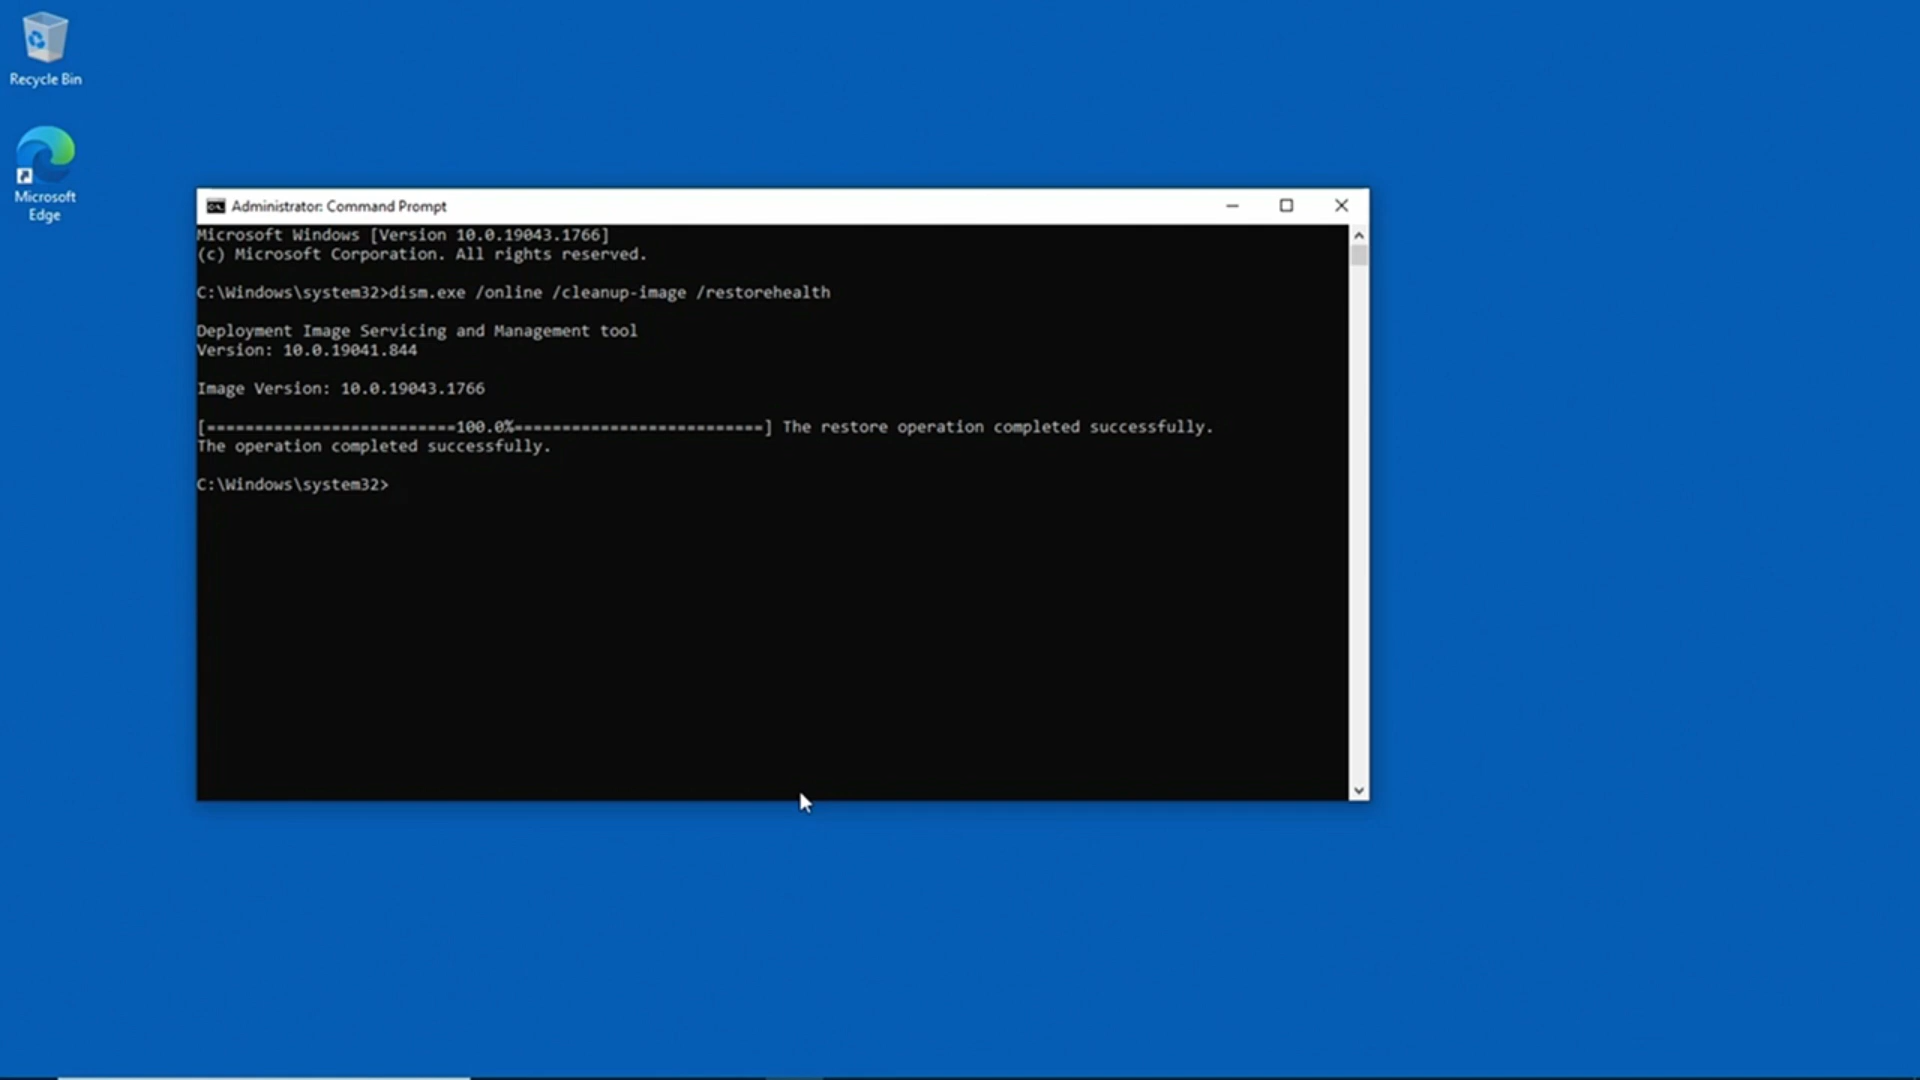 Recycle Bin
Microsoft
Edge
Administrator: Command Prompt
Microsoft Windows [Version 10.0.19043.1766]
(c) Microsoft Corporation. All rights reserved.
C:\Windows\system32>dism.exe /online /cleanup-image /restorehealth
Deployment Image Servicing and Management tool
Version: 10.0.19041.844
Image Version: 10.0.19043.1766
[==========================100.0%==========================] The restore operation completed successfully.
The operation completed successfully.
C:\Windows\system32>